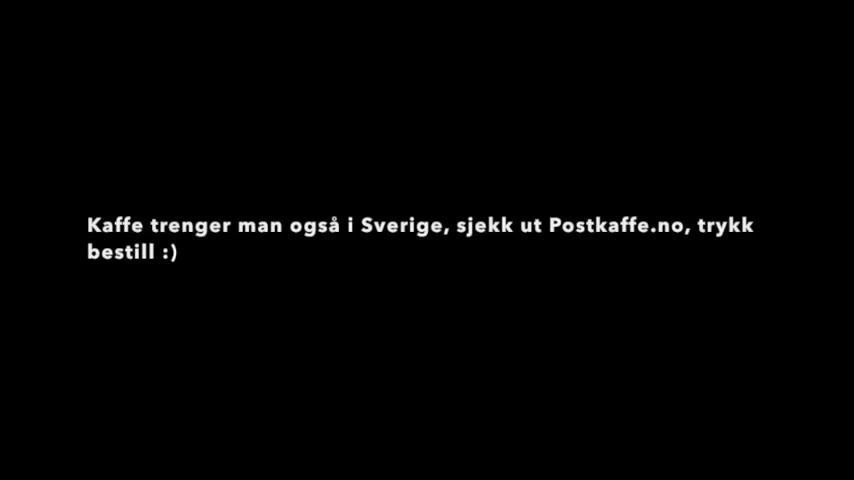 Kaffe trenger man også i Sverige, sjekk ut Postkaffe.no, trykk
bestill :)